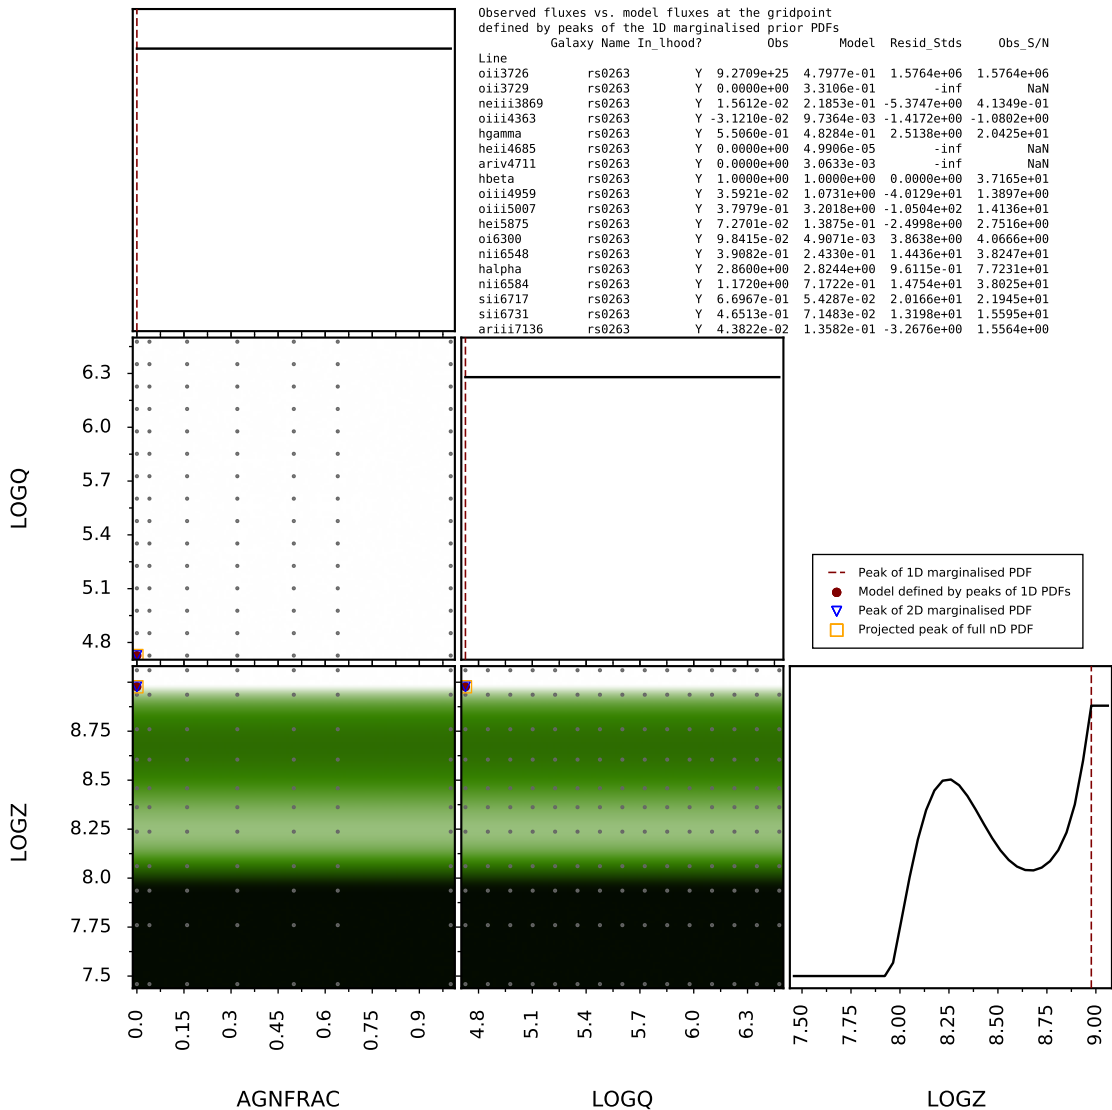 Observed fluxes vs. model fluxes at the gridpoint
defined by peaks of the 1D marginalised prior PDFs
Galaxy Name In_lhood? Obs Model Resid_Stds Obs_S/N
Line
oii3726 rs0263 Y 9.2709e+25 4.7977e-01 1.5764e+06 1.5764e+06
oii3729 rs0263 Y 0.0000e+00 3.3106e-01 -inf NaN
neiii3869 rs0263 Y 1.5612e-02 2.1853e-01 -5.3747e+00 4.1349e-01
oiii4363 rs0263 Y -3.1210e-02 9.7364e-03 -1.4172e+00 -1.0802e+00
hgamma rs0263 Y 5.5061e-01 4.8284e-01 2.5138e+00 2.0425e+01
heii4685 rs0263 Y 0.0000e+00 4.9906e-05 -inf NaN
ariv4711 rs0263 Y 0.0000e+00 3.0633e-03 -inf NaN
hbeta rs0263 Y 1.0000e+00 1.0000e+00 0.0000e+00 3.7165e+01
oiii4959 rs0263 Y 3.5921e-02 1.0731e+00 -4.0129e+01 1.3897e+00
oiii5007 rs0263 Y 3.7979e-01 3.2018e+00 -1.0504e+02 1.4136e+01
hei5875 rs0263 Y 7.2701e-02 1.3875e-01 -2.4998e+00 2.7516e+00
oi6300 rs0263 Y 9.8415e-02 4.9071e-03 3.8638e+00 4.0666e+00
nii6548 rs0263 Y 3.9082e-01 2.4330e-01 1.4436e+01 3.8247e+01
halpha rs0263 Y 2.8600e+00 2.8244e+00 9.6115e-01 7.7231e+01
nii6584 rs0263 Y 1.1720e+00 7.1722e-01 1.4754e+01 3.8025e+01
sii6717 rs0263 Y 6.6967e-01 5.4287e-02 2.0166e+01 2.1945e+01
sii6731 rs0263 Y 4.6513e-01 7.1483e-02 1.3198e+01 1.5595e+01
ariii7136 rs0263 Y 4.3822e-02 1.3582e-01 -3.2676e+00 1.5564e+00
LOGQ
6.3
6.0
5.7
5.4
5.1
4.8
Peak of 1D marginalised PDF
Model defined by peaks of 1D PDFs
Peak of 2D marginalised PDF
Projected peak of full nD PDF
LOGZ
8.75
8.5
8.25
8.0
7.75
7.5
0.0 0.15 0.3 0.45 0.6 0.75 0.9
4.8 5.1 5.4 5.7 6.0 6.3
7.50 7.75 8.00 8.25 8.50 8.75 9.00
AGNFRAC LOGQ LOGZ